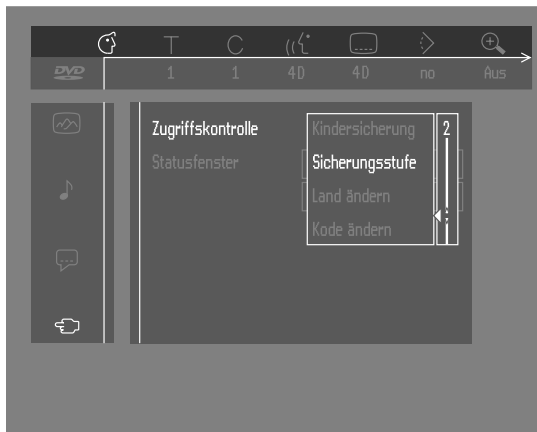 T C
DVD 1 1 4D 4D no Aus
Zugriffskontrolle Kindersicherung 2
Statusfenster Sicherungsstufe
Land ändern
Kode ändern